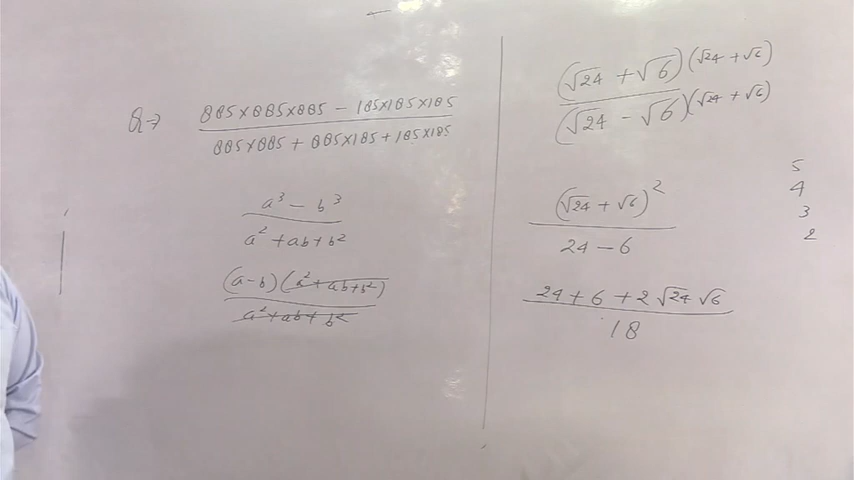 Q→ 885×885×885 − 185×185×185
885×885 + 885×185 + 185×185
a³ − b³
a² + ab + b²
(a−b)(a² + ab + b²)
a² + ab + b²
(√24 + √6)(√24 + √6)
(√24 − √6)(√24 + √6)
(√24 + √6)²
24 − 6
24 + 6 + 2√24 √6
18
5
4
3
2